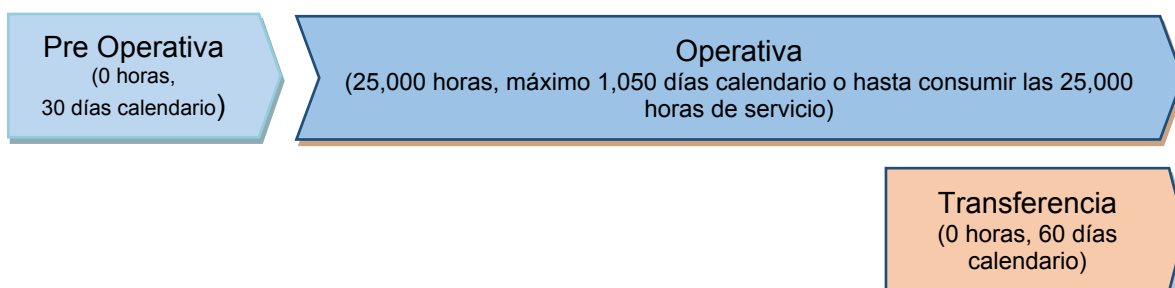 Pre Operativa
(0 horas,
30 días calendario)
Operativa
(25,000 horas, máximo 1,050 días calendario o hasta consumir las 25,000
horas de servicio)
Transferencia
(0 horas, 60 días
calendario)